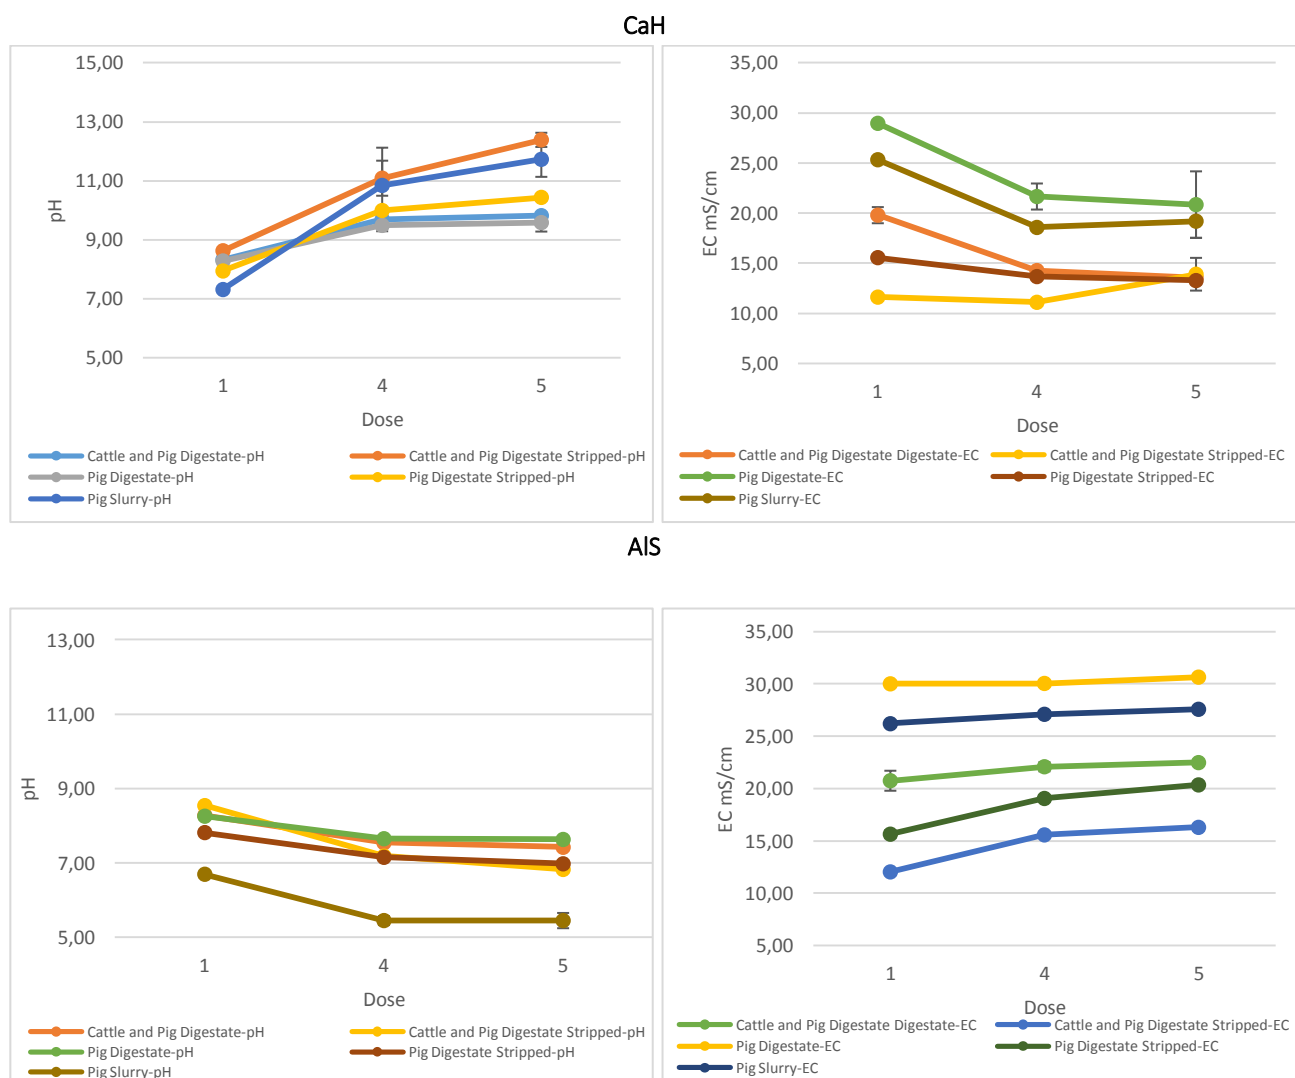 CaH
15,00
13,00
11,00
9,00
7,00
5,00
pH
1 4 5
Dose
Cattle and Pig Digestate-pH
Cattle and Pig Digestate Stripped-pH
Pig Digestate-pH
Pig Digestate Stripped-pH
Pig Slurry-pH
35,00
30,00
25,00
20,00
15,00
10,00
5,00
EC mS/cm
1 4 5
Dose
Cattle and Pig Digestate Digestate-EC
Cattle and Pig Digestate Stripped-EC
Pig Digestate-EC
Pig Digestate Stripped-EC
Pig Slurry-EC
AlS
13,00
11,00
9,00
7,00
5,00
pH
1 4 5
Dose
Cattle and Pig Digestate-pH
Cattle and Pig Digestate Stripped-pH
Pig Digestate-pH
Pig Digestate Stripped-pH
Pig Slurry-pH
35,00
30,00
25,00
20,00
15,00
10,00
5,00
EC mS/cm
1 4 5
Dose
Cattle and Pig Digestate Digestate-EC
Cattle and Pig Digestate Stripped-EC
Pig Digestate-EC
Pig Digestate Stripped-EC
Pig Slurry-EC